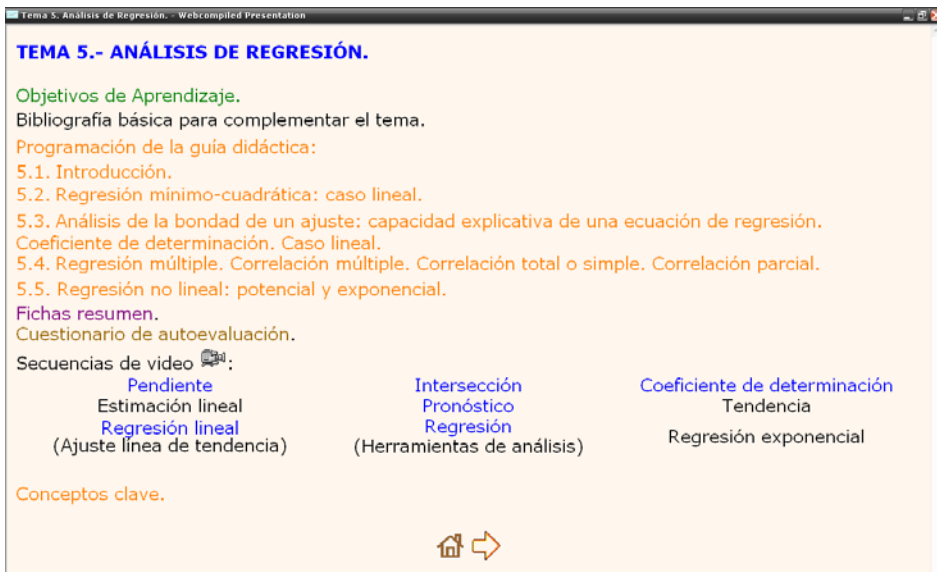 Tema 5. Análisis de Regresión. - Webcompiled Presentation
TEMA 5.- ANÁLISIS DE REGRESIÓN.
Objetivos de Aprendizaje.
Bibliografía básica para complementar el tema.
Programación de la guía didáctica:
5.1. Introducción.
5.2. Regresión mínimo-cuadrática: caso lineal.
5.3. Análisis de la bondad de un ajuste: capacidad explicativa de una ecuación de regresión.
Coeficiente de determinación. Caso lineal.
5.4. Regresión múltiple. Correlación múltiple. Correlación total o simple. Correlación parcial.
5.5. Regresión no lineal: potencial y exponencial.
Fichas resumen.
Cuestionario de autoevaluación.
Secuencias de video :
Pendiente Intersección Coeficiente de determinación
Estimación lineal Pronóstico Tendencia
Regresión lineal Regresión
(Ajuste línea de tendencia) (Herramientas de análisis) Regresión exponencial
Conceptos clave.